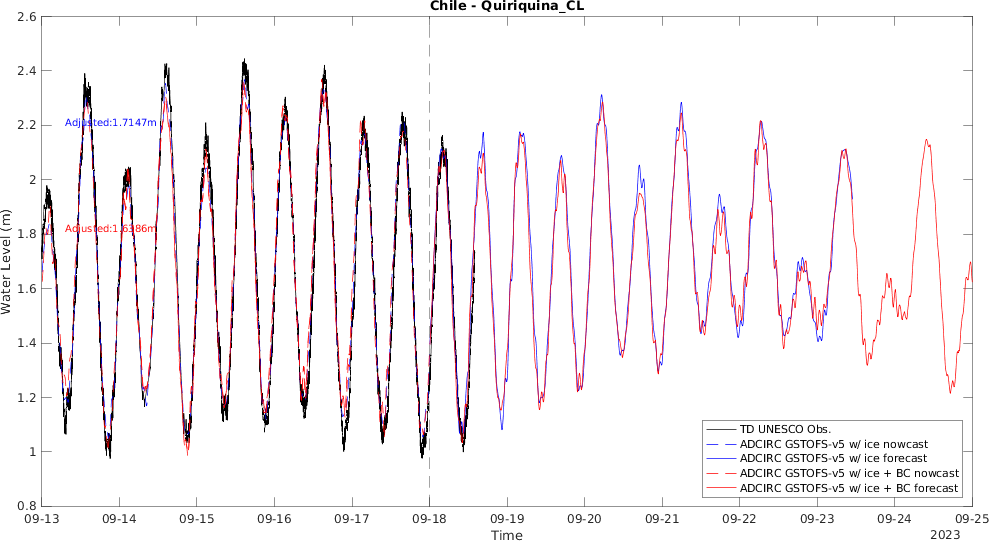 Chile - Quiriquina_CL
2.6
2.4
2.2
2
1.8
1.6
1.4
1.2
1
0.8
Water Level (m)
Adjusted:1.7147m
Adjusted:1.6386m
TD UNESCO Obs.
ADCIRC GSTOFS-v5 w/ ice nowcast
ADCIRC GSTOFS-v5 w/ ice forecast
ADCIRC GSTOFS-v5 w/ ice + BC nowcast
ADCIRC GSTOFS-v5 w/ ice + BC forecast
09-13 09-14 09-15 09-16 09-17 09-18 09-19 09-20 09-21 09-22 09-23 09-24 09-25
Time
2023